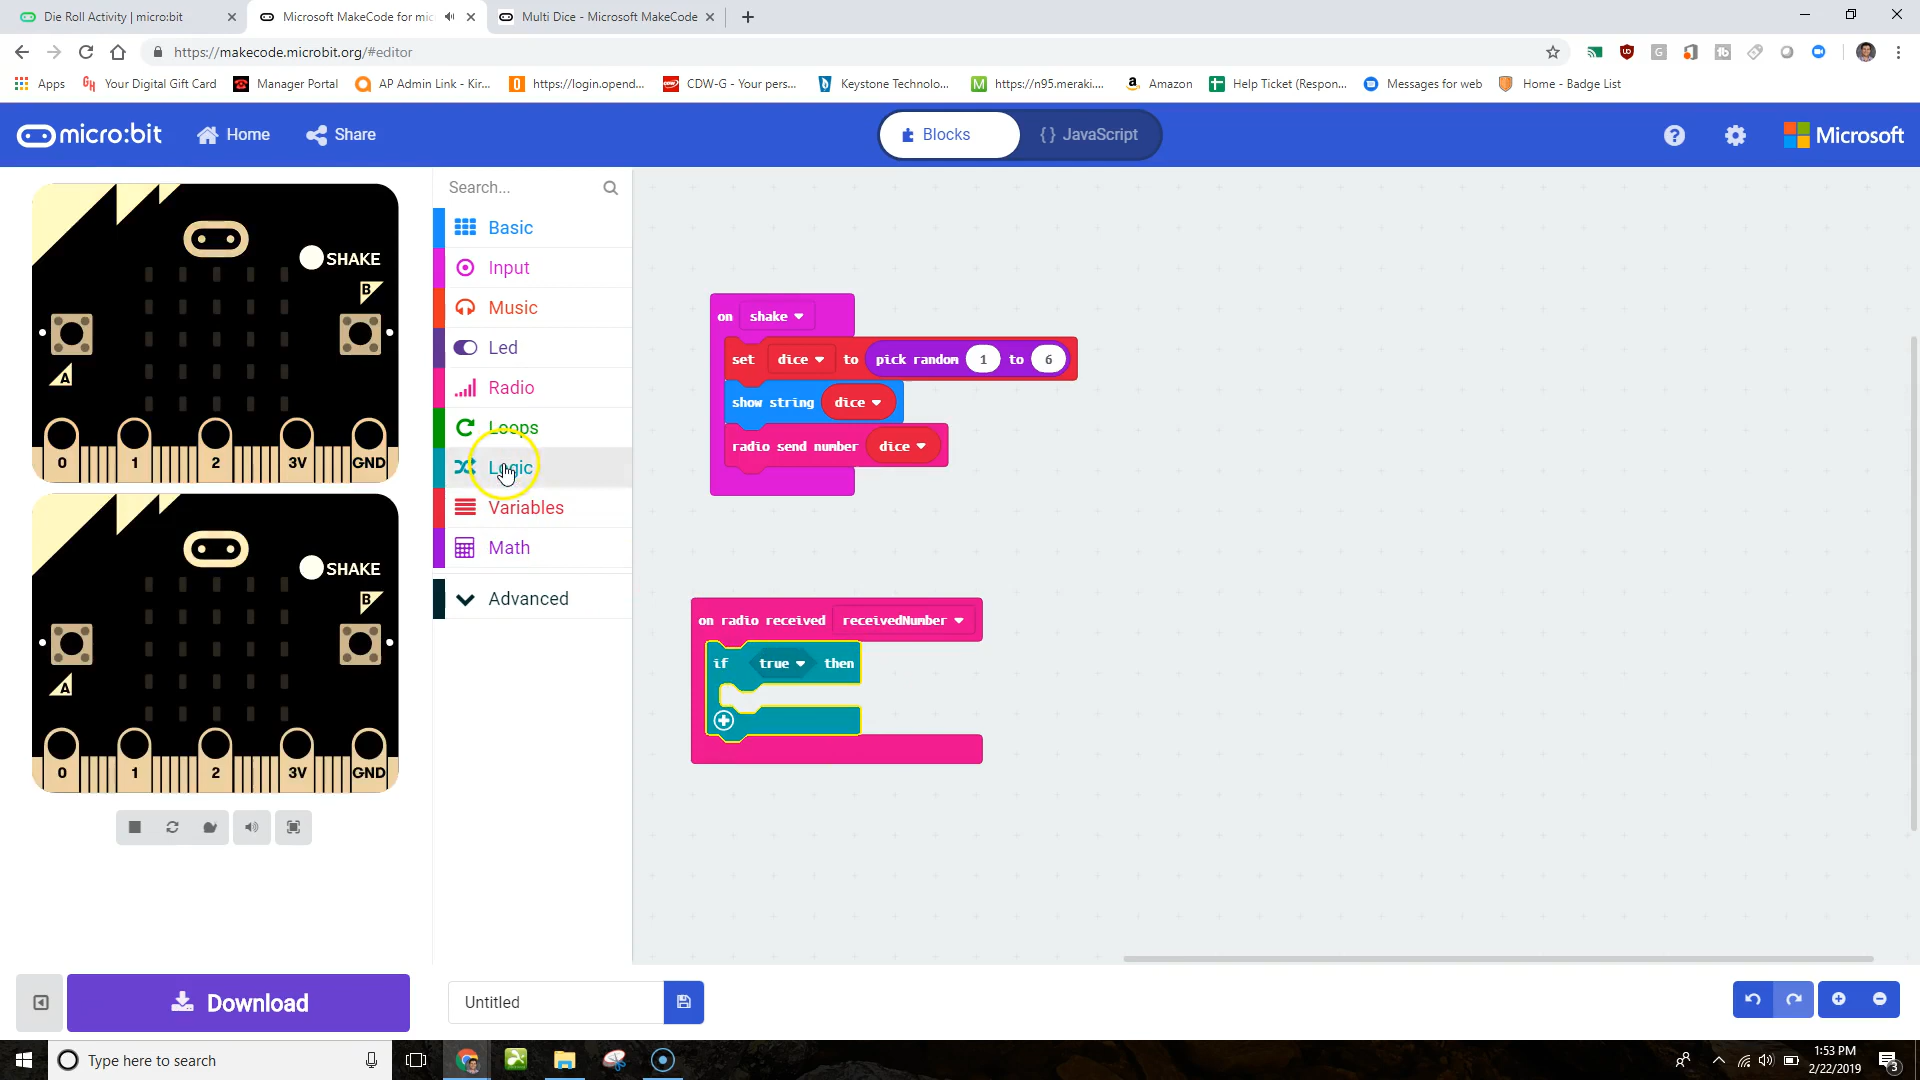 Die Roll Activity | micro:bit
Microsoft MakeCode for mic
Multi Dice - Microsoft MakeCode
https://makecode.microbit.org/#editor
Apps
Your Digital Gift Card
Manager Portal
AP Admin Link - Kir...
https://login.opend...
CDW-G - Your pers...
Keystone Technolo...
https://n95.meraki....
Amazon
Help Ticket (Respon...
Messages for web
Home - Badge List
micro:bit
Home
Share
Blocks
{ } JavaScript
?
Microsoft
SHAKE
B
A
0 1 2 3V GND
SHAKE
B
A
0 1 2 3V GND
Search...
Basic
Input
Music
Led
Radio
Loops
Logic
Variables
Math
Advanced
on shake
set dice to pick random 1 to 6
show string dice
radio send number dice
on radio received receivedNumber
if true then
Download
Untitled
Type here to search
1:53 PM
2/22/2019
3